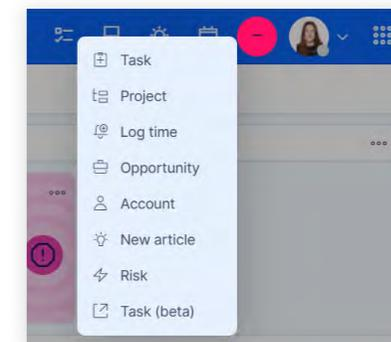 Task
Project
Log time
Opportunity
Account
New article
Risk
Task (beta)